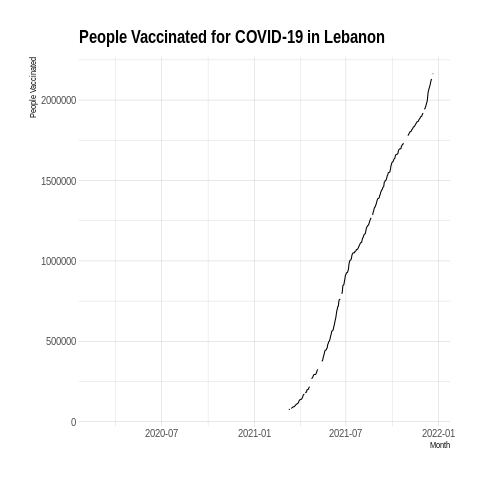 People Vaccinated for COVID-19 in Lebanon
People Vaccinated
2000000
1500000
1000000
500000
0
2020-07 2021-01 2021-07 2022-01
Month